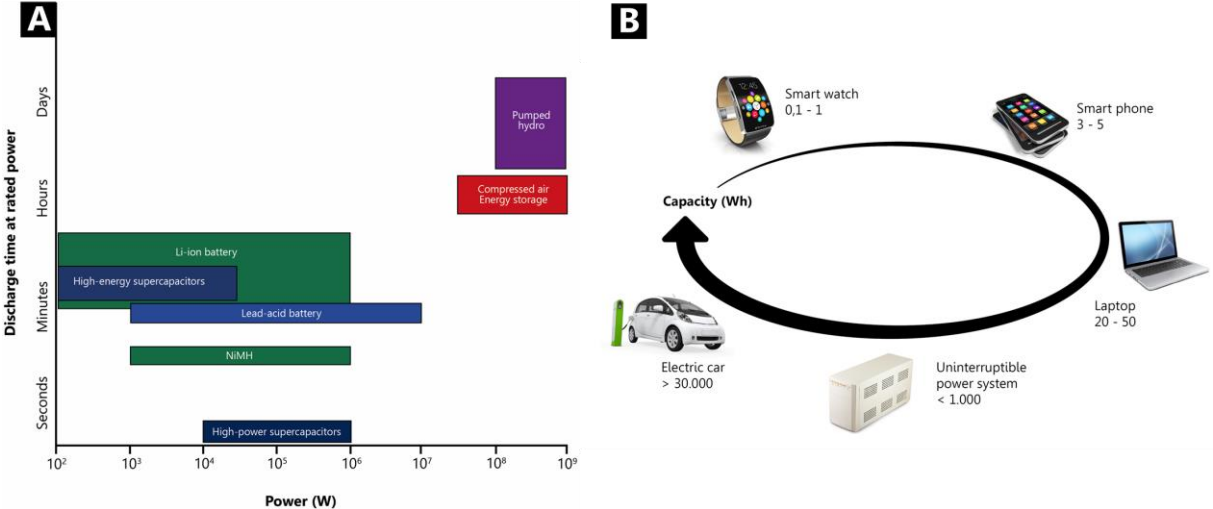 A
Discharge time at rated power
Days
Hours
Minutes
Seconds
Pumped
hydro
Compressed air
Energy storage
Li-ion battery
High-energy supercapacitors
Lead-acid battery
NiMH
High-power supercapacitors
10² 10³ 10⁴ 10⁵ 10⁶ 10⁷ 10⁸ 10⁹
Power (W)
B
Smart watch
0,1 - 1
Smart phone
3 - 5
Capacity (Wh)
Laptop
20 - 50
Electric car
> 30.000
Uninterruptible
power system
< 1.000